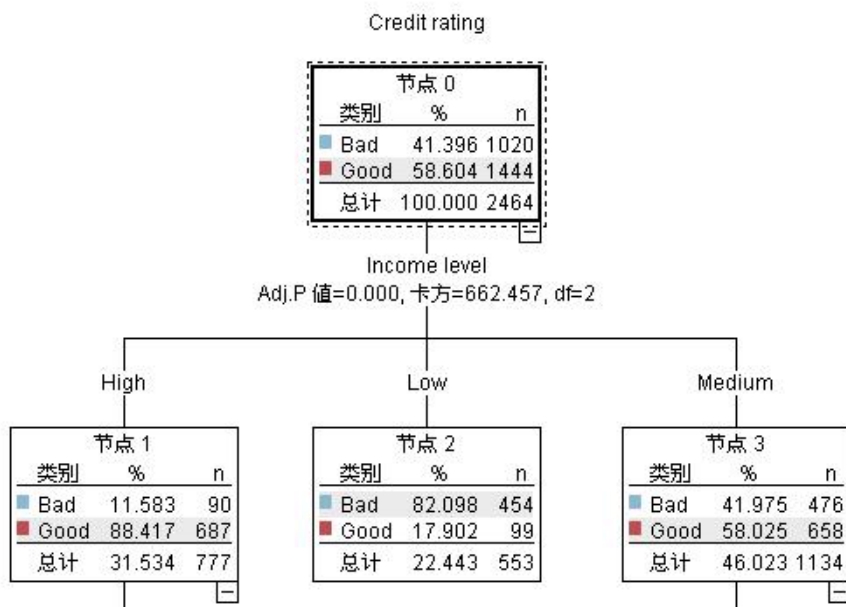 Credit rating
节点 0
类别 % n
Bad 41.396 1020
Good 58.604 1444
总计 100.000 2464
Income level
Adj.P 值=0.000, 卡方=662.457, df=2
High Low Medium
节点 1 节点 2 节点 3
类别 % n 类别 % n 类别 % n
Bad 11.583 90 Bad 82.098 454 Bad 41.975 476
Good 88.417 687 Good 17.902 99 Good 58.025 658
总计 31.534 777 总计 22.443 553 总计 46.023 1134